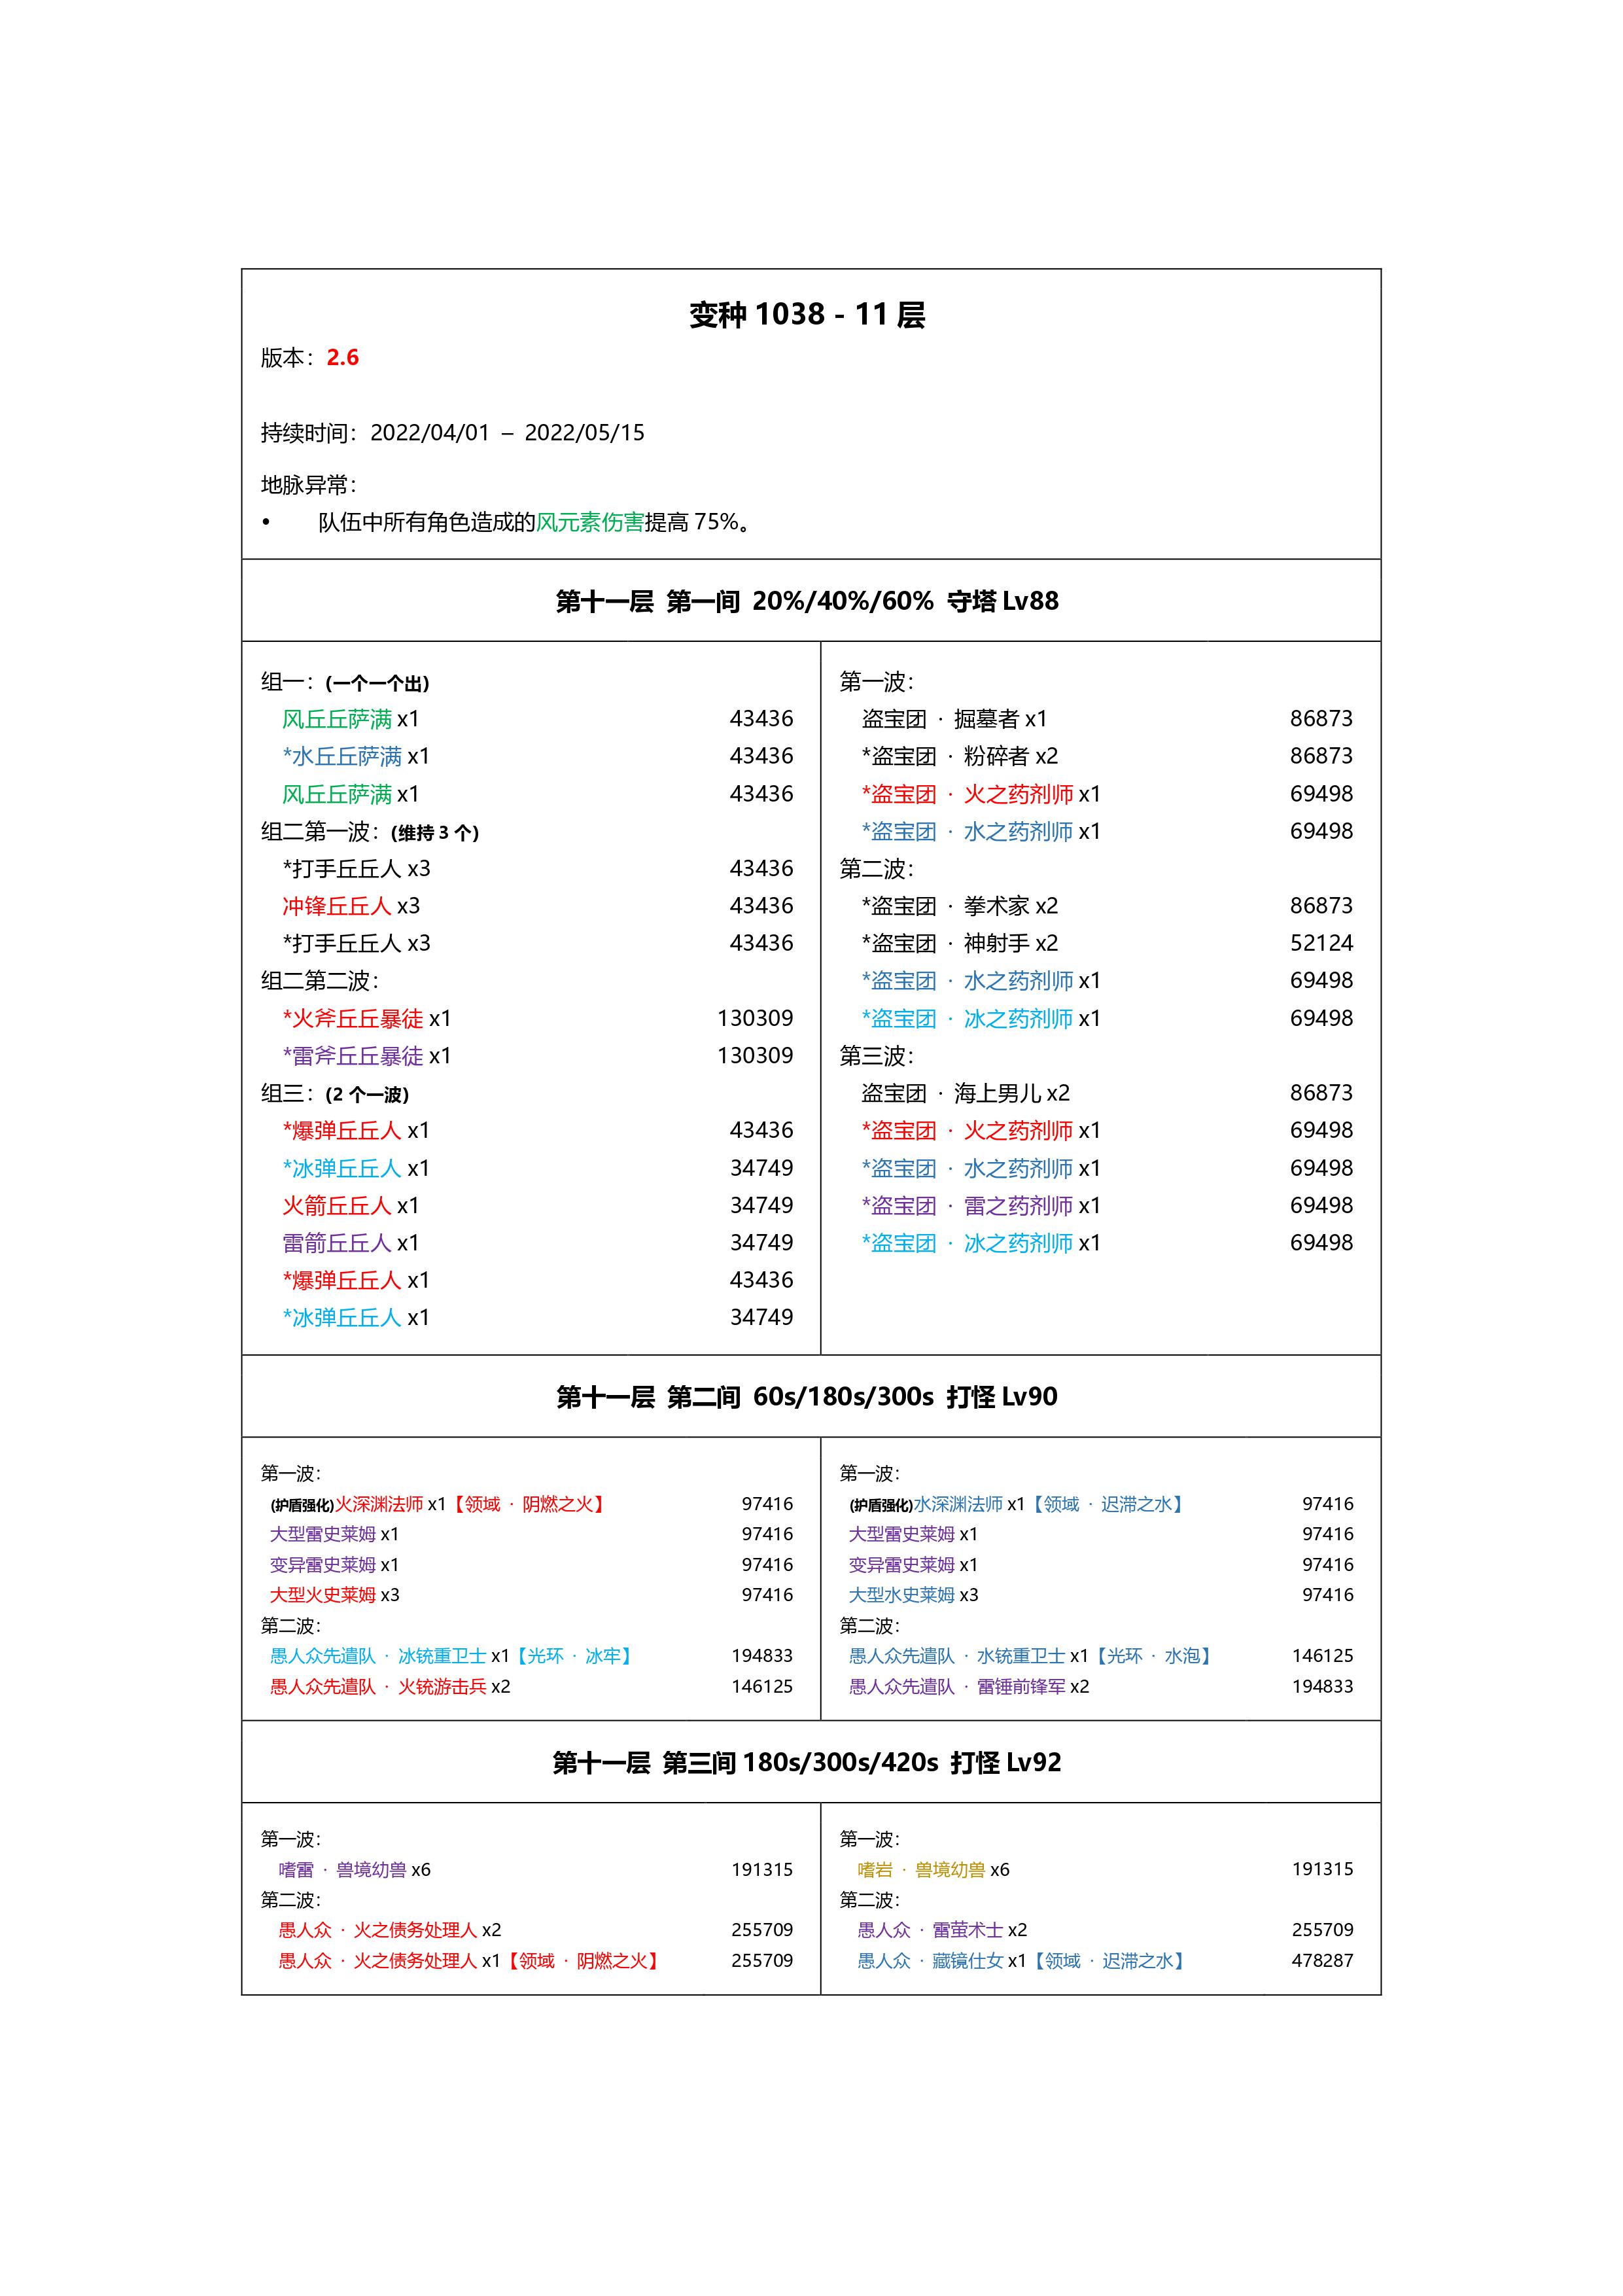 变种 1038 - 11 层
版本：2.6
持续时间：2022/04/01 – 2022/05/15
地脉异常：
• 队伍中所有角色造成的风元素伤害提高 75%。
第十一层 第一间 20%/40%/60% 守塔 Lv88
组一：(一个一个出)
风丘丘萨满 x1 43436
*水丘丘萨满 x1 43436
风丘丘萨满 x1 43436
组二第一波：(维持 3 个)
*打手丘丘人 x3 43436
冲锋丘丘人 x3 43436
*打手丘丘人 x3 43436
组二第二波：
*火斧丘丘暴徒 x1 130309
*雷斧丘丘暴徒 x1 130309
组三：(2 个一波)
*爆弹丘丘人 x1 43436
*冰弹丘丘人 x1 34749
火箭丘丘人 x1 34749
雷箭丘丘人 x1 34749
*爆弹丘丘人 x1 43436
*冰弹丘丘人 x1 34749
第一波：
盗宝团 · 掘墓者 x1 86873
*盗宝团 · 粉碎者 x2 86873
*盗宝团 · 火之药剂师 x1 69498
*盗宝团 · 水之药剂师 x1 69498
第二波：
*盗宝团 · 拳术家 x2 86873
*盗宝团 · 神射手 x2 52124
*盗宝团 · 水之药剂师 x1 69498
*盗宝团 · 冰之药剂师 x1 69498
第三波：
盗宝团 · 海上男儿 x2 86873
*盗宝团 · 火之药剂师 x1 69498
*盗宝团 · 水之药剂师 x1 69498
*盗宝团 · 雷之药剂师 x1 69498
*盗宝团 · 冰之药剂师 x1 69498
第十一层 第二间 60s/180s/300s 打怪 Lv90
第一波：
(护盾强化)火深渊法师 x1【领域 · 阴燃之火】 97416
大型雷史莱姆 x1 97416
变异雷史莱姆 x1 97416
大型火史莱姆 x3 97416
第二波：
愚人众先遣队 · 冰铳重卫士 x1【光环 · 冰牢】 194833
愚人众先遣队 · 火铳游击兵 x2 146125
第一波：
(护盾强化)水深渊法师 x1【领域 · 迟滞之水】 97416
大型雷史莱姆 x1 97416
变异雷史莱姆 x1 97416
大型水史莱姆 x3 97416
第二波：
愚人众先遣队 · 水铳重卫士 x1【光环 · 水泡】 146125
愚人众先遣队 · 雷锤前锋军 x2 194833
第十一层 第三间 180s/300s/420s 打怪 Lv92
第一波：
嗜雷 · 兽境幼兽 x6 191315
第二波：
愚人众 · 火之债务处理人 x2 255709
愚人众 · 火之债务处理人 x1【领域 · 阴燃之火】 255709
第一波：
嗜岩 · 兽境幼兽 x6 191315
第二波：
愚人众 · 雷萤术士 x2 255709
愚人众 · 藏镜仕女 x1【领域 · 迟滞之水】 478287